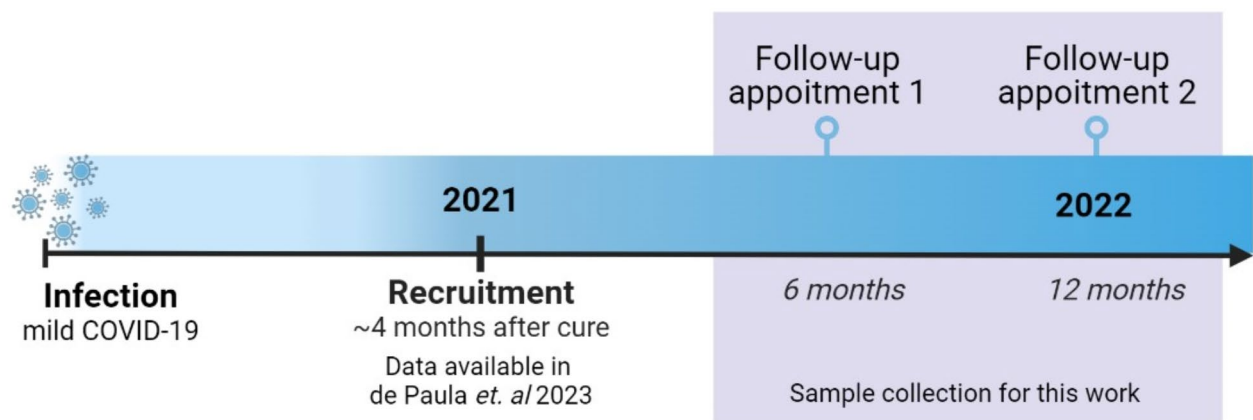 Follow-up
appoitment 1
Follow-up
appoitment 2
2021
2022
Infection
mild COVID-19
Recruitment
~4 months after cure
Data available in
de Paula et. al 2023
6 months
12 months
Sample collection for this work